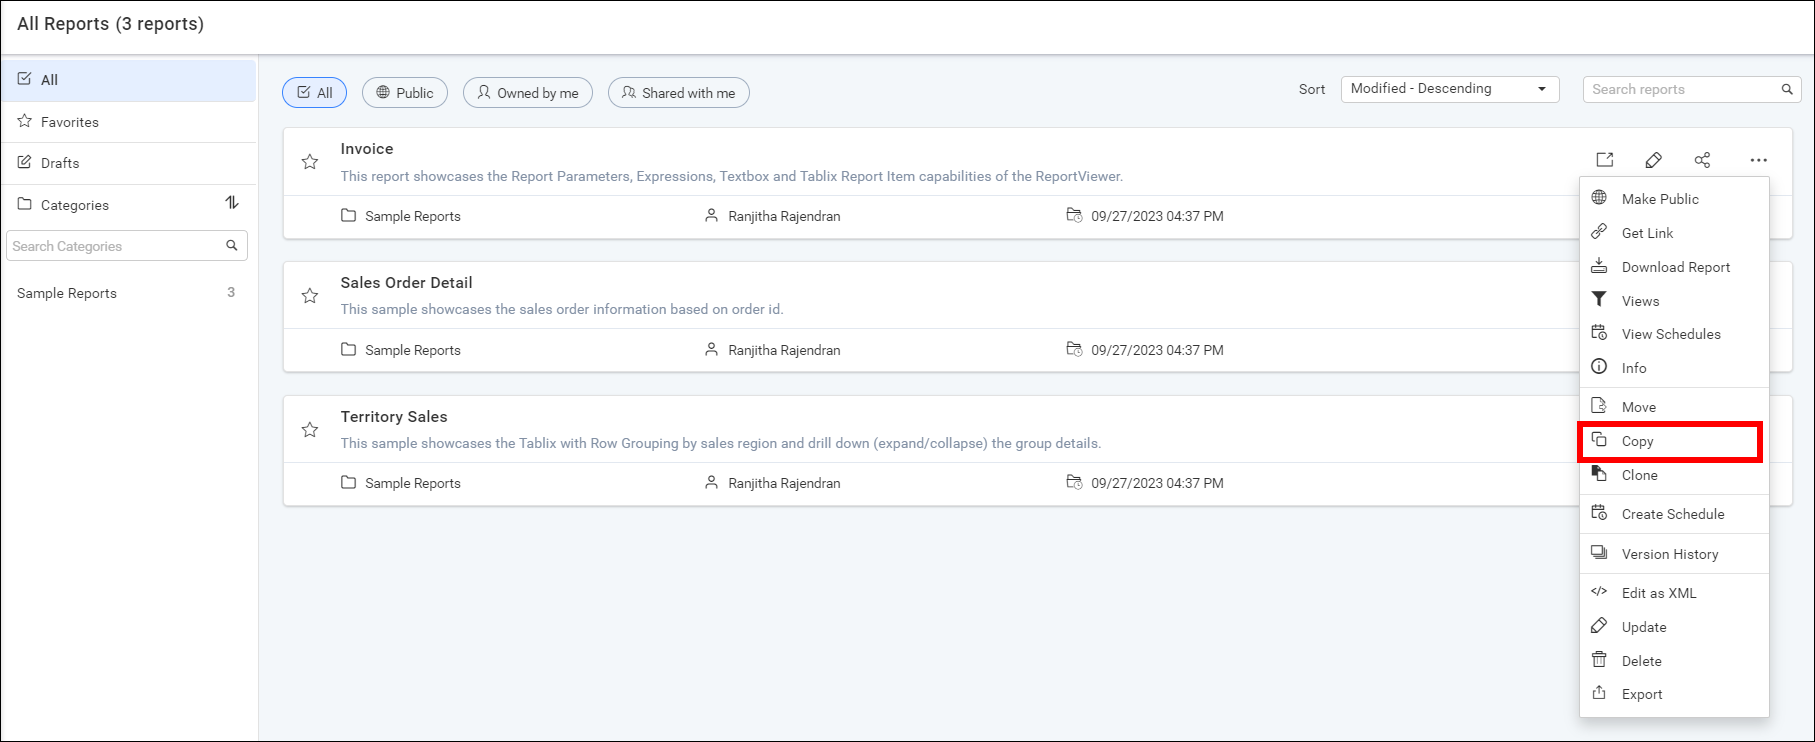 All Reports (3 reports)
All
Favorites
Drafts
Categories
Search Categories
Sample Reports 3
All Public Owned by me Shared with me
Sort Modified - Descending Search reports
Invoice
This report showcases the Report Parameters, Expressions, Textbox and Tablix Report Item capabilities of the ReportViewer.
Sample Reports Ranjitha Rajendran 09/27/2023 04:37 PM
Sales Order Detail
This sample showcases the sales order information based on order id.
Sample Reports Ranjitha Rajendran 09/27/2023 04:37 PM
Territory Sales
This sample showcases the Tablix with Row Grouping by sales region and drill down (expand/collapse) the group details.
Sample Reports Ranjitha Rajendran 09/27/2023 04:37 PM
Make Public
Get Link
Download Report
Views
View Schedules
Info
Move
Copy
Clone
Create Schedule
Version History
Edit as XML
Update
Delete
Export